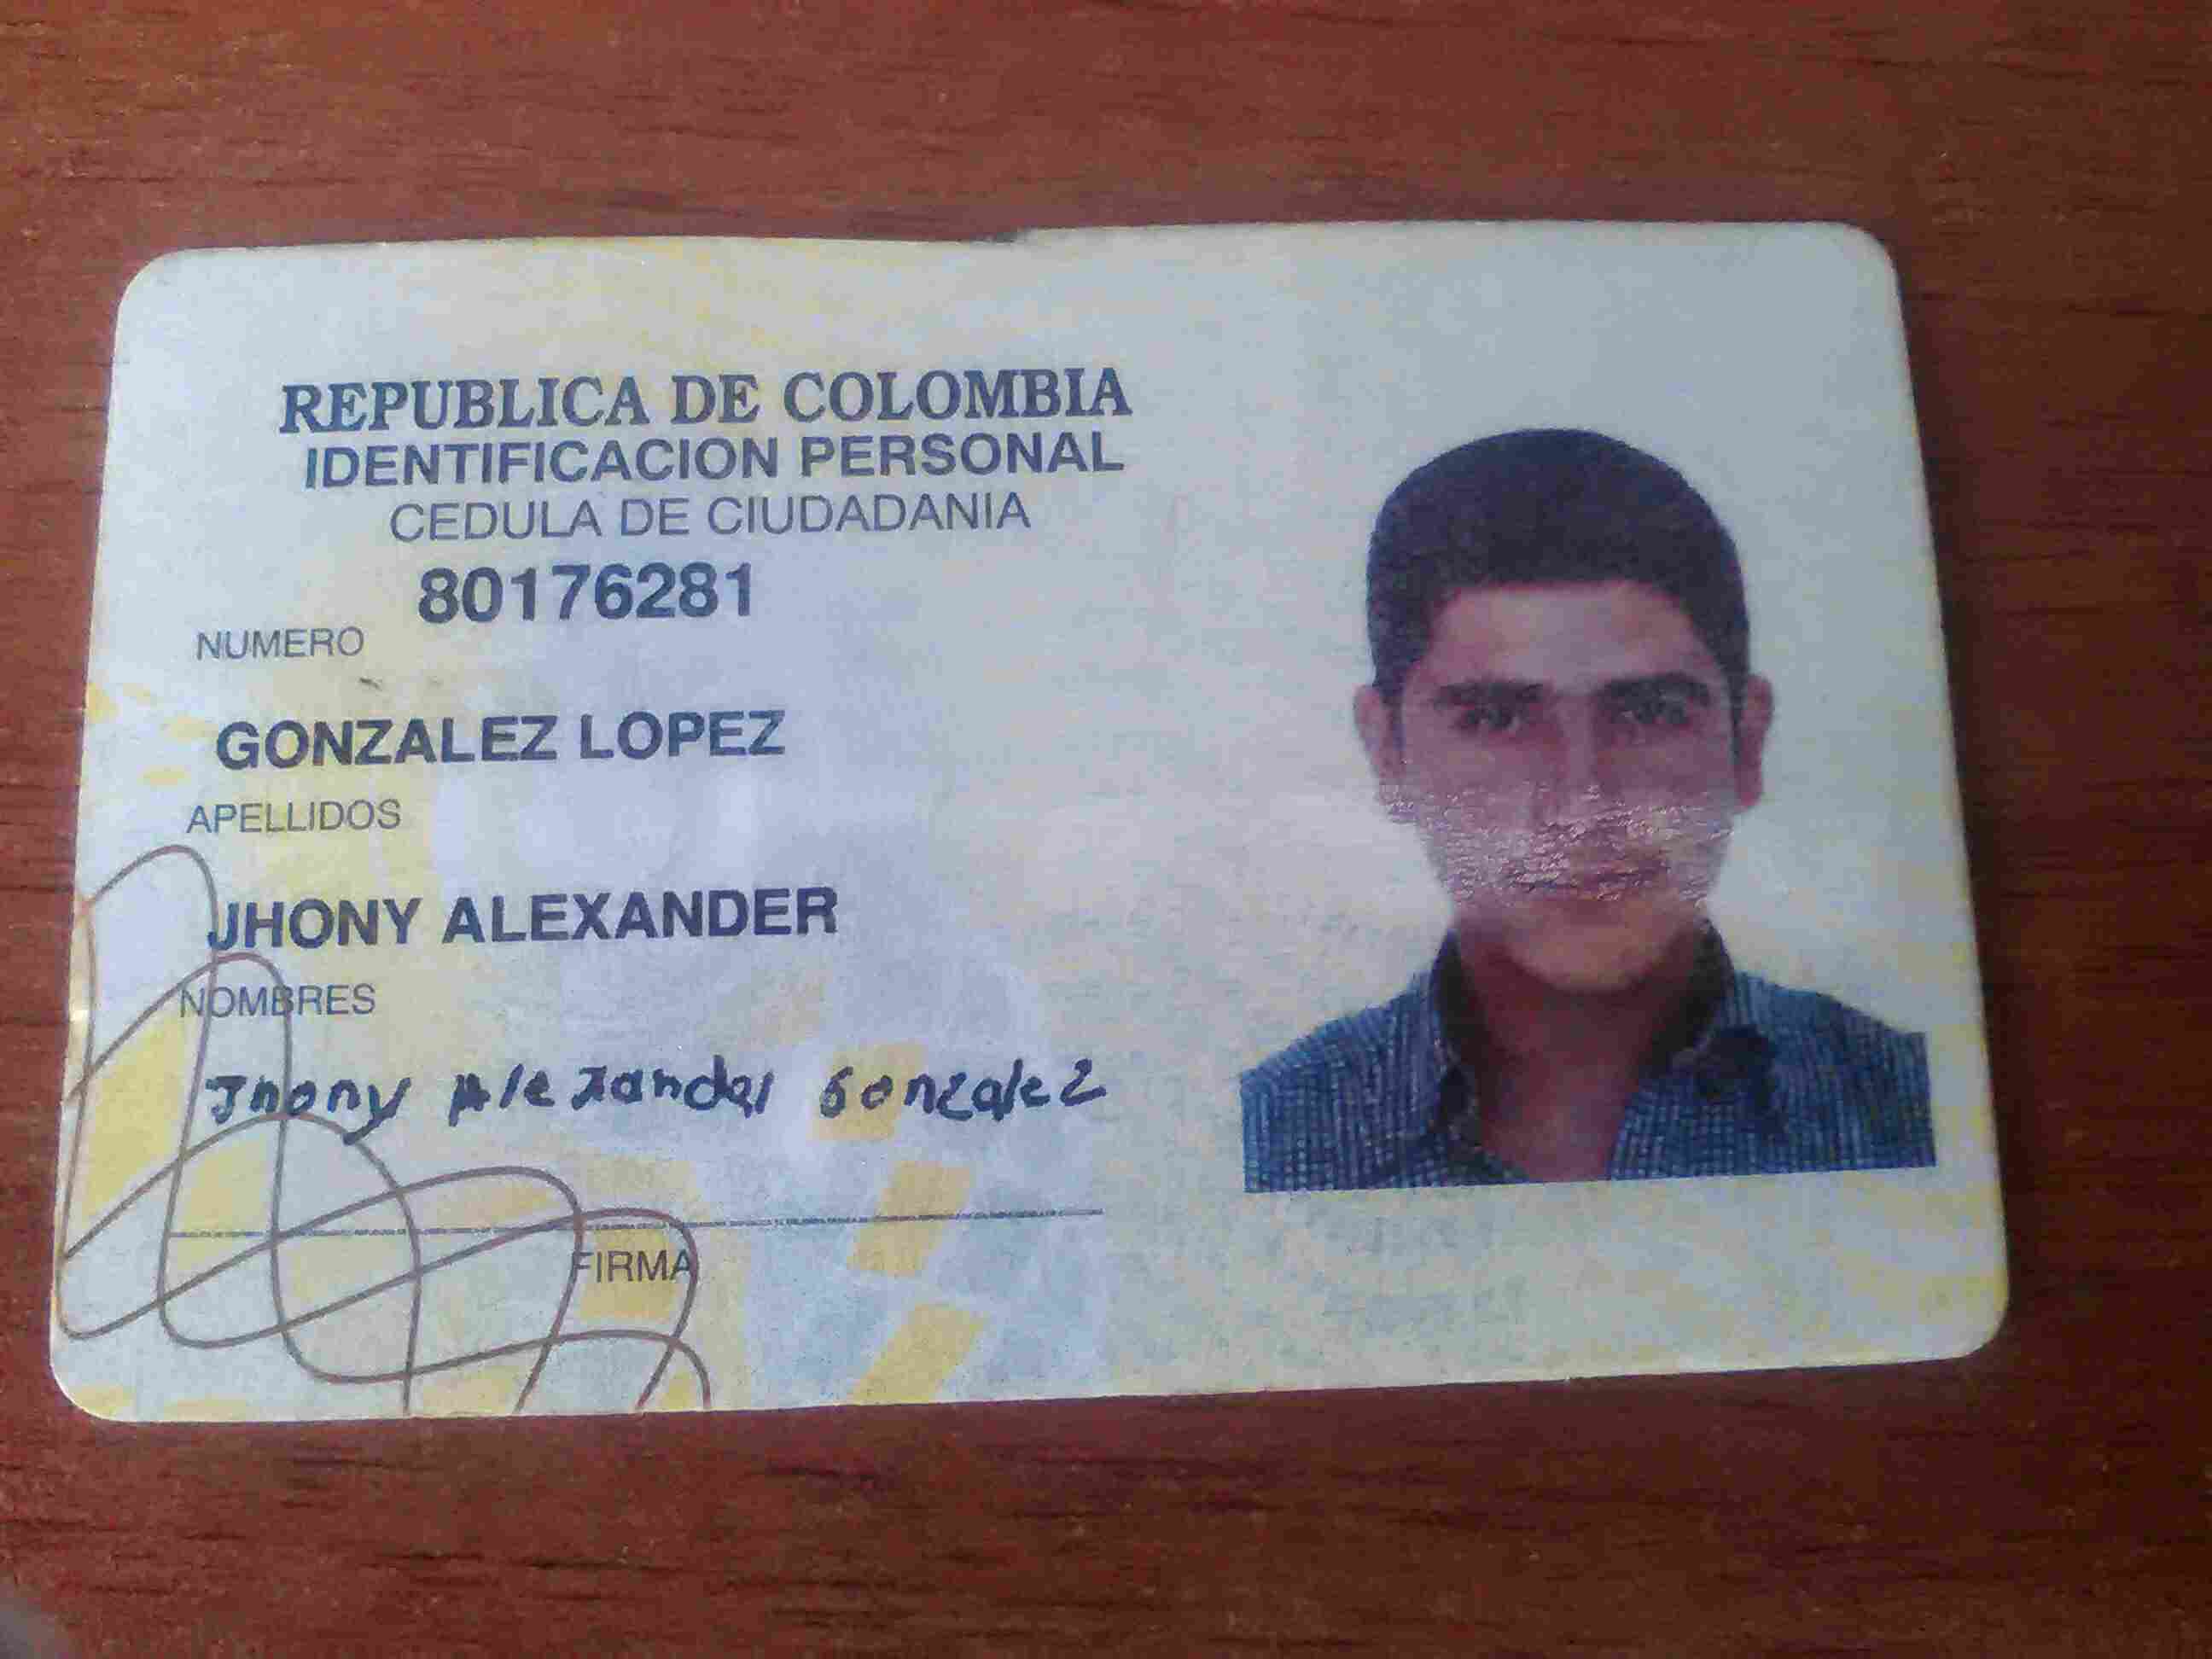 REPUBLICA DE COLOMBIA
IDENTIFICACION PERSONAL
CEDULA DE CIUDADANIA
80176281
NUMERO
GONZALEZ LOPEZ
APELLIDOS
JHONY ALEXANDER
NOMBRES
Jhony Alexander Gonzalez
FIRMA